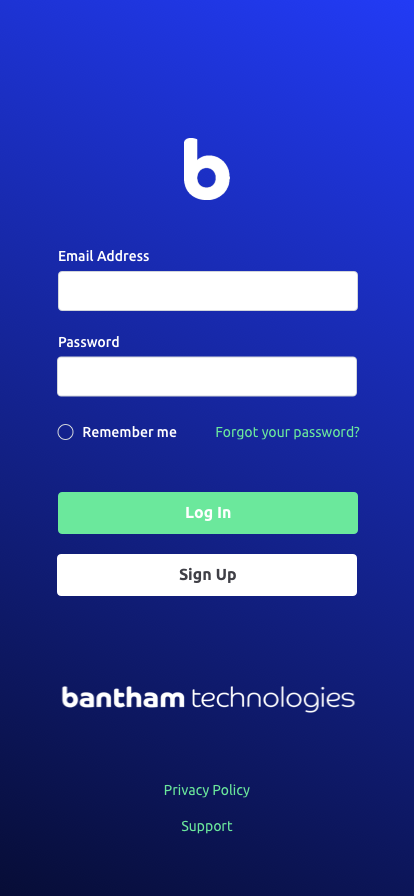 b
Email Address
Password
Remember me
Forgot your password?
Log In
Sign Up
bantham technologies
Privacy Policy
Support